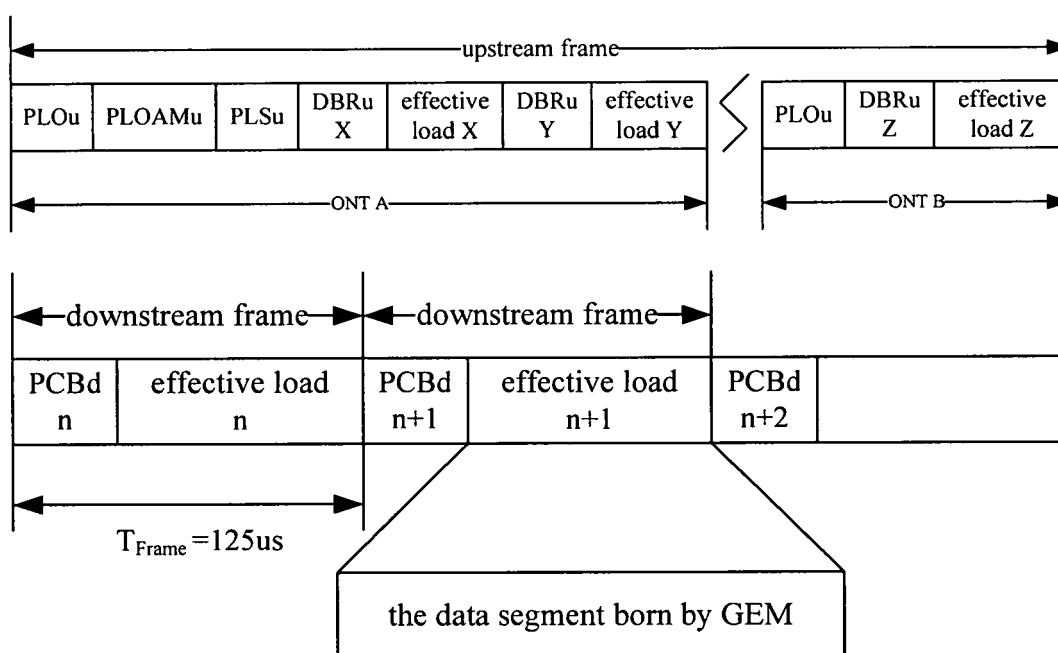 upstream frame
PLOu PLOAMu PLSu DBRu X effective load X DBRu Y effective load Y PLOu DBRu Z effective load Z
ONT A ONT B
downstream frame downstream frame
PCBd n effective load n PCBd n+1 effective load n+1 PCBd n+2
TFrame =125us
the data segment born by GEM